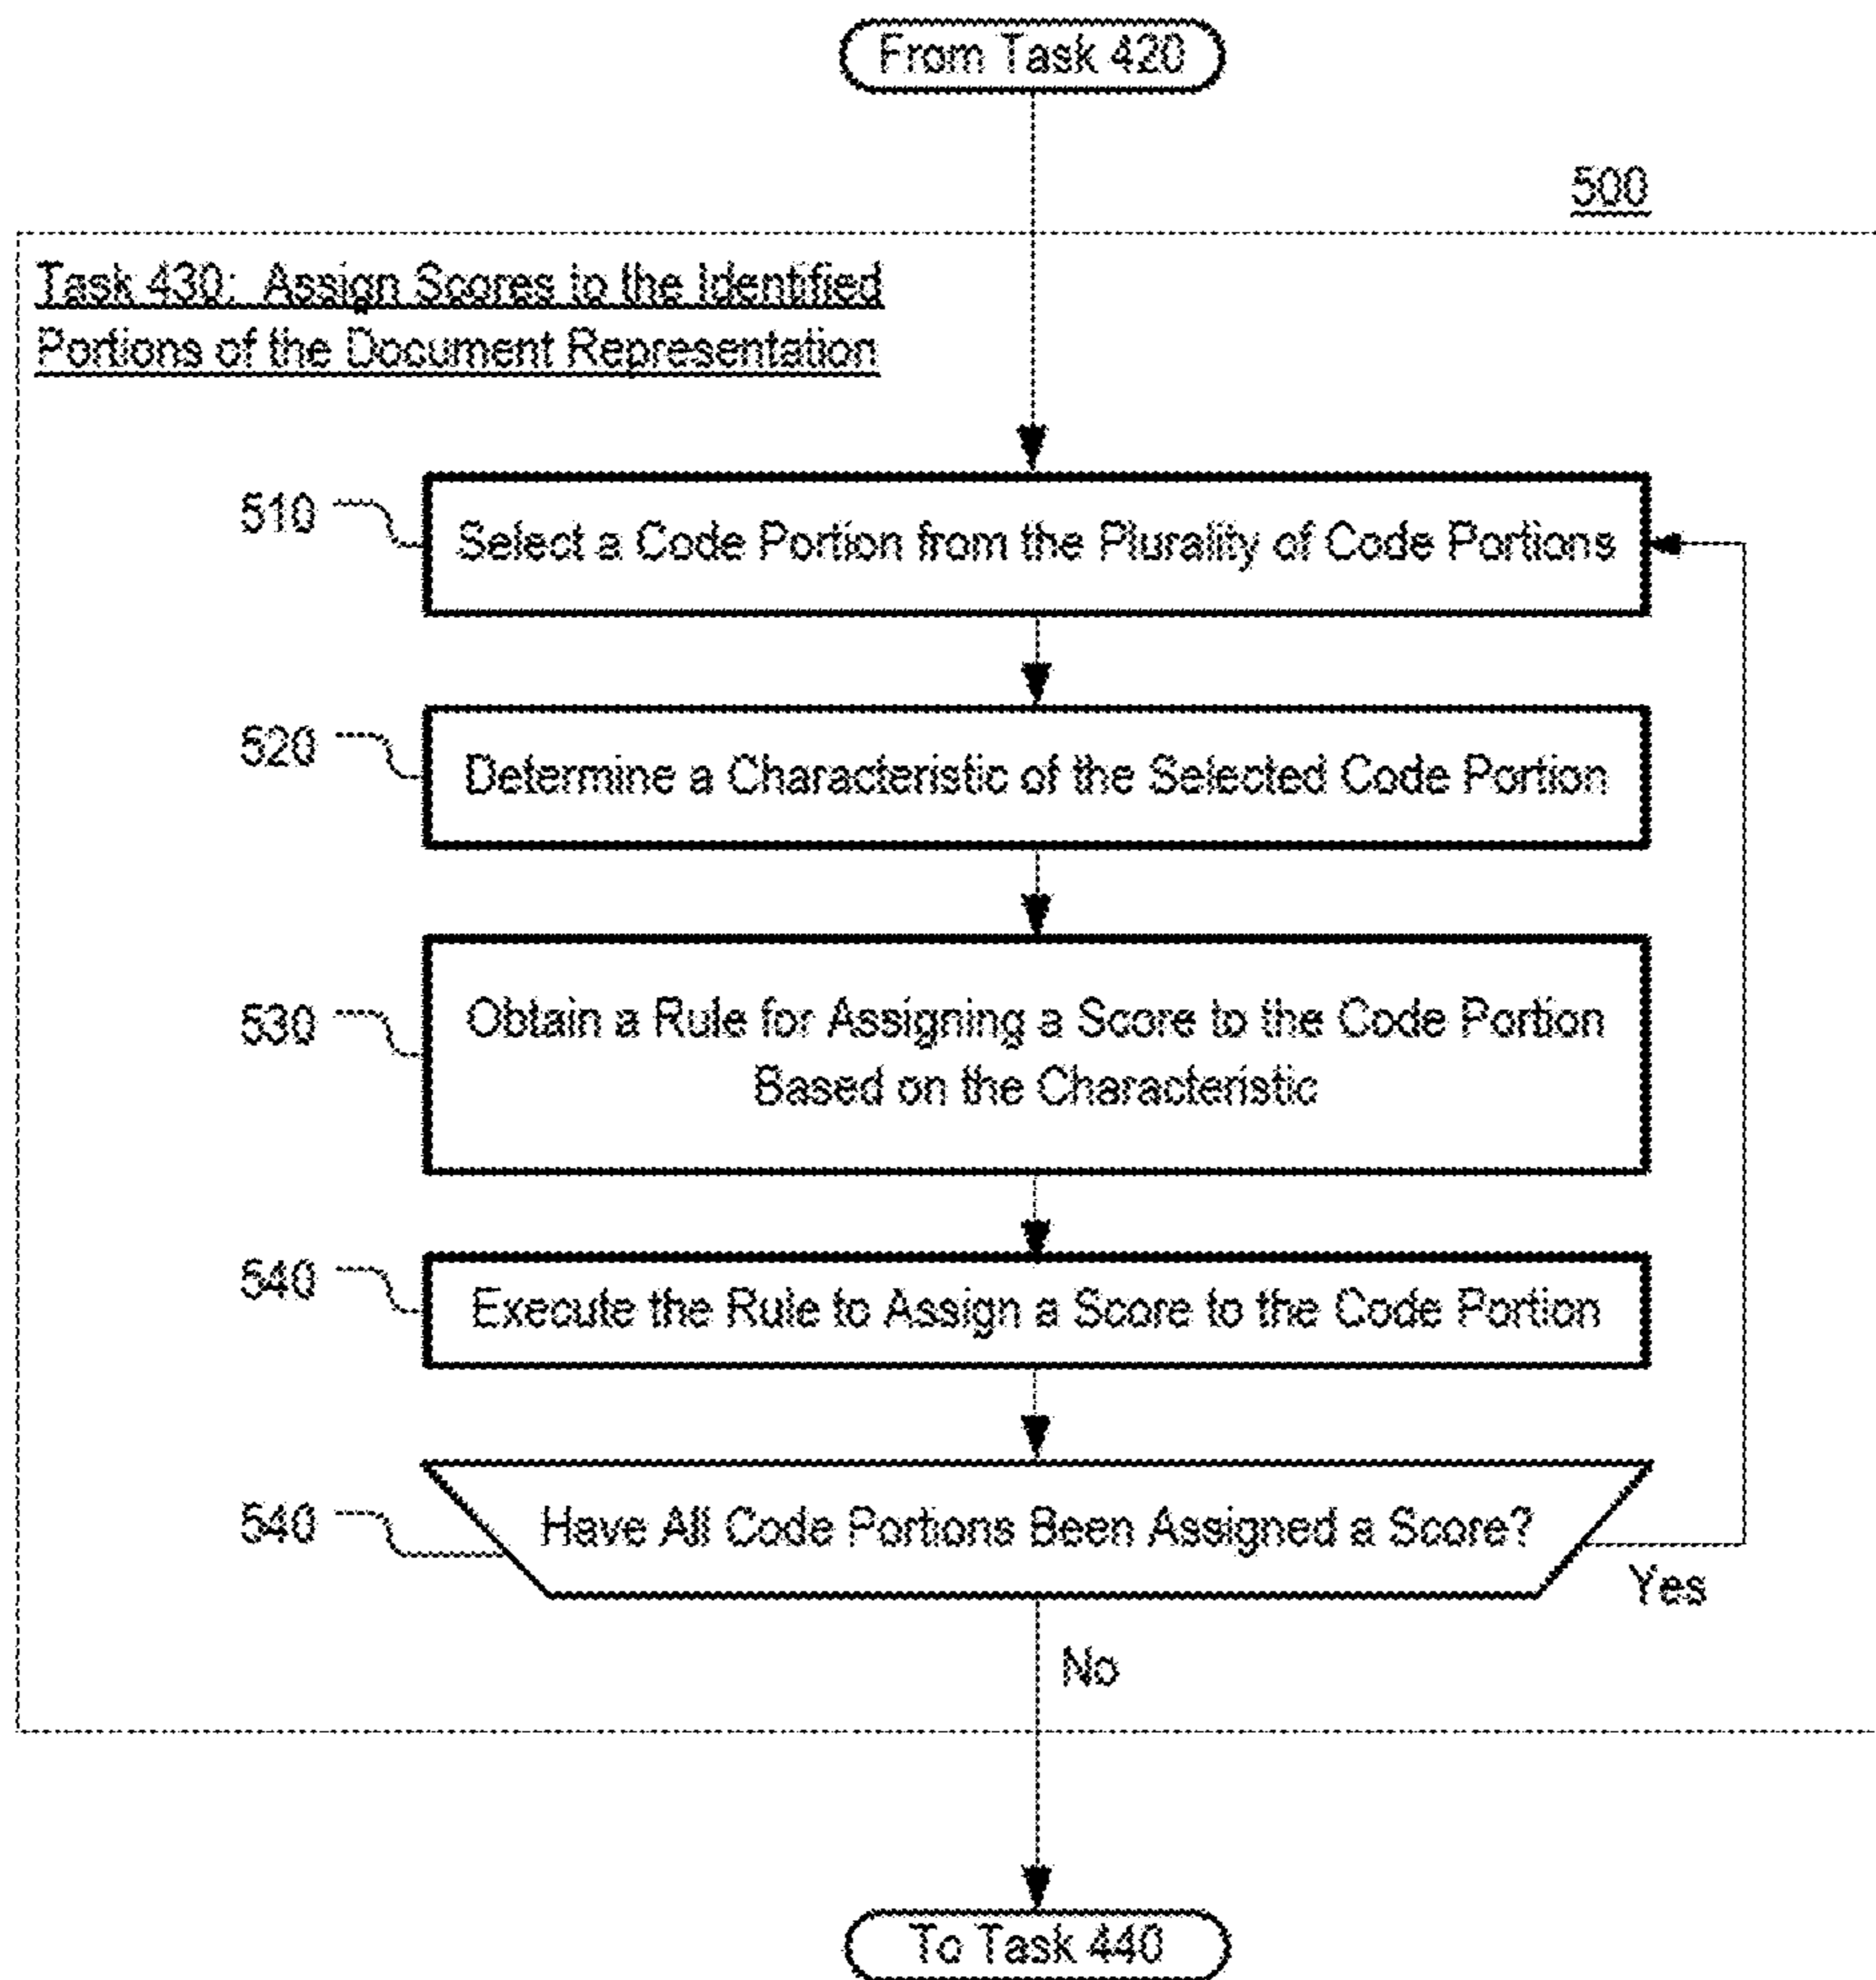 From Task 420
500
Task 430: Assign Scores to the Identified
Portions of the Document Representation
510
Select a Code Portion from the Plurality of Code Portions
520
Determine a Characteristic of the Selected Code Portion
530
Obtain a Rule for Assigning a Score to the Code Portion
Based on the Characteristic
540
Execute the Rule to Assign a Score to the Code Portion
540
Have All Code Portions Been Assigned a Score?
Yes
No
To Task 440